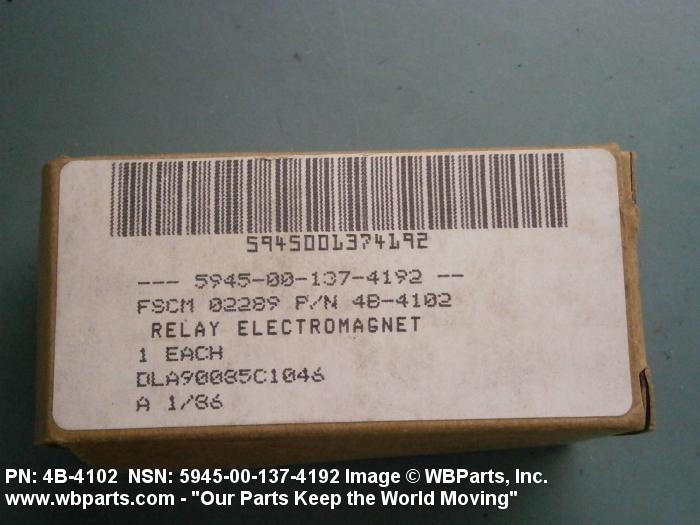 5945001374192
--- 5945-00-137-4192 --
FSCM 02289 P/N 4B-4102
RELAY ELECTROMAGNET
1 EACH
DLA90085C1046
A 1/86
PN: 4B-4102 NSN: 5945-00-137-4192 Image © WBParts, Inc.
www.wbparts.com - "Our Parts Keep the World Moving"